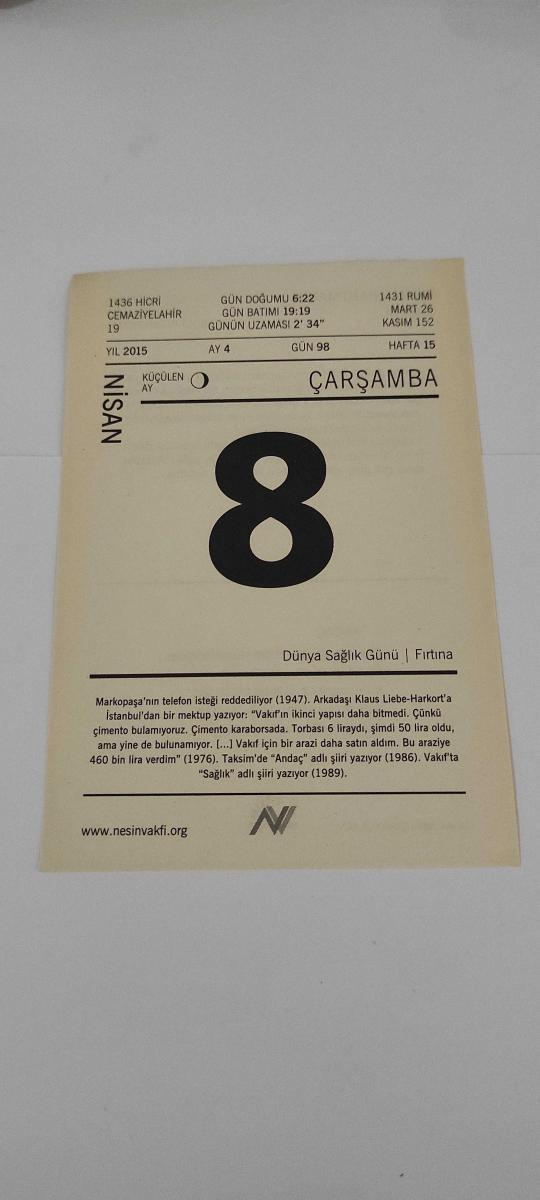 1436 HİCRİ
CEMAZİYELAHİR
19
GÜN DOĞUMU 6:22
GÜN BATIMI 19:19
GÜNÜN UZAMASI 2' 34"
1431 RUMİ
MART 26
KASIM 152
YIL 2015 AY 4 GÜN 98 HAFTA 15
NİSAN
KÜÇÜLEN
AY
ÇARŞAMBA
8
Dünya Sağlık Günü | Fırtına
Markopaşa'nın telefon isteği reddediliyor (1947). Arkadaşı Klaus Liebe-Harkort'a
İstanbul'dan bir mektup yazıyor: "Vakıf'ın ikinci yapısı daha bitmedi. Çünkü
çimento bulamıyoruz. Çimento karaborsada. Torbası 6 liraydı, şimdi 50 lira oldu,
ama yine de bulunamıyor. [...] Vakıf için bir arazi daha satın aldım. Bu araziye
460 bin lira verdim" (1976). Taksim'de "Andaç" adlı şiiri yazıyor (1986). Vakıf'ta
"Sağlık" adlı şiiri yazıyor (1989).
www.nesinvakfi.org